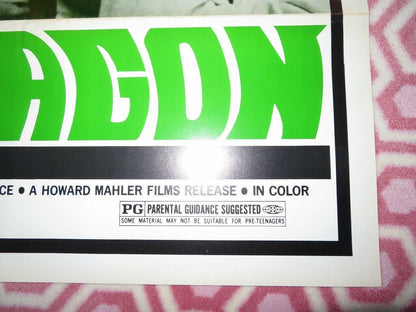 AGON
CE • A HOWARD MAHLER FILMS RELEASE • IN COLOR
PG PARENTAL GUIDANCE SUGGESTED
SOME MATERIAL MAY NOT BE SUITABLE FOR PRE-TEENAGERS